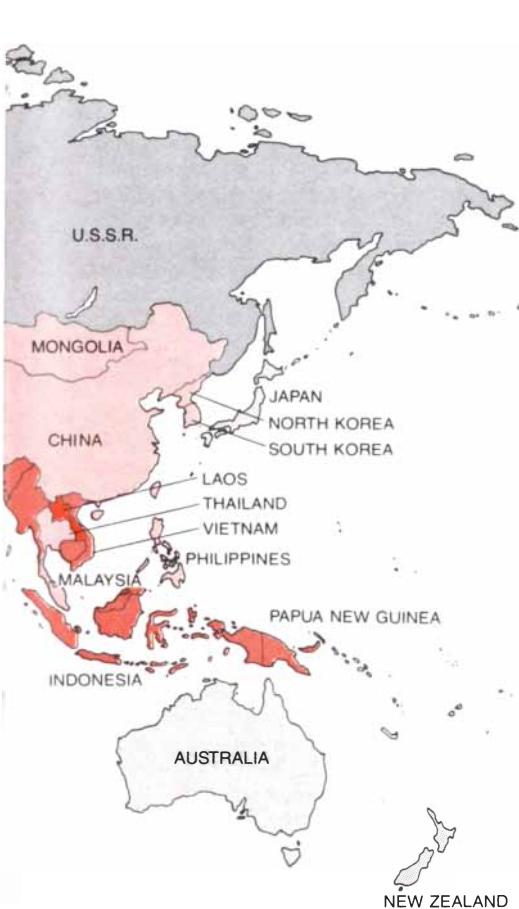 U.S.S.R.
MONGOLIA
JAPAN
NORTH KOREA
CHINA
SOUTH KOREA
LAOS
THAILAND
VIETNAM
PHILIPPINES
MALAYSIA
PAPUA NEW GUINEA
INDONESIA
AUSTRALIA
NEW ZEALAND